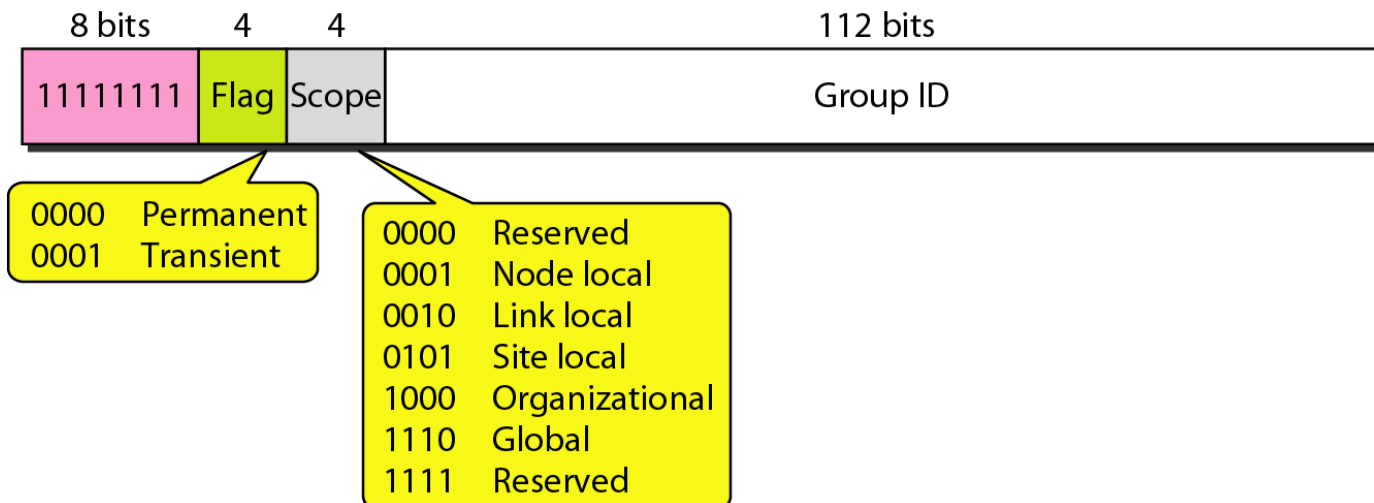 8 bits 4 4 112 bits
11111111 Flag Scope Group ID
0000 Permanent
0001 Transient
0000 Reserved
0001 Node local
0010 Link local
0101 Site local
1000 Organizational
1110 Global
1111 Reserved